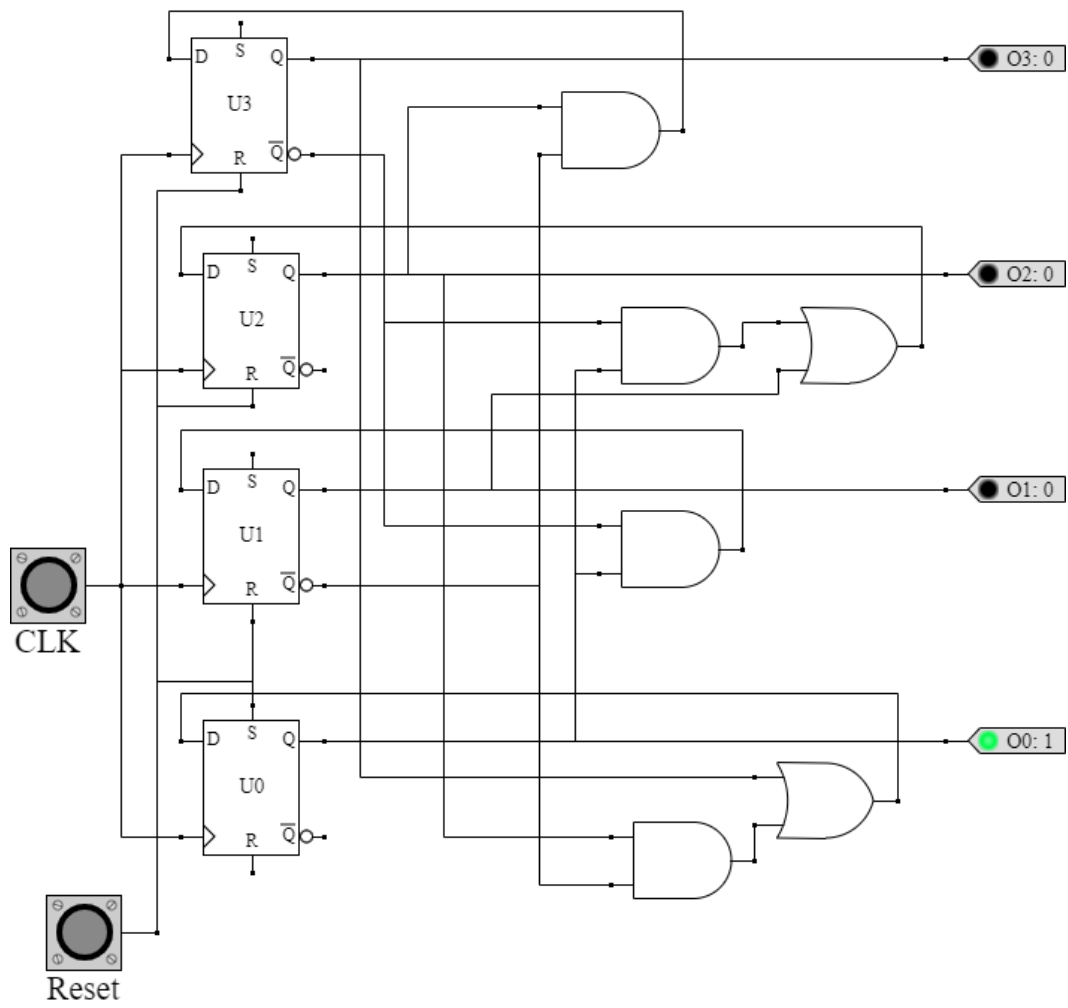 S
D Q
U3
Q̅
R
O3: 0
S
D Q
U2
Q̅
R
O2: 0
S
D Q
U1
Q̅
R
O1: 0
CLK
S
D Q
U0
Q̅
R
O0: 1
Reset